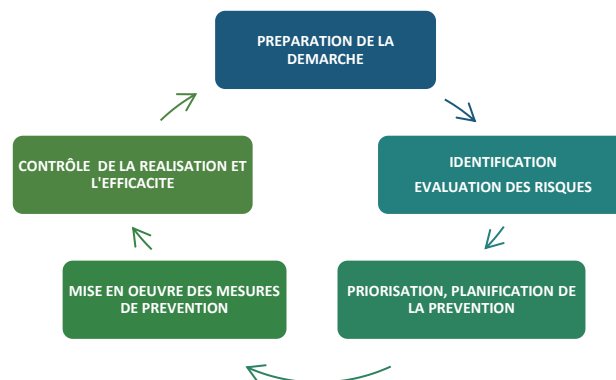 PREPARATION DE LA
DEMARCHE
IDENTIFICATION
EVALUATION DES RISQUES
PRIORISATION, PLANIFICATION DE
LA PREVENTION
MISE EN OEUVRE DES MESURES
DE PREVENTION
CONTRÔLE DE LA REALISATION ET
L'EFFICACITE